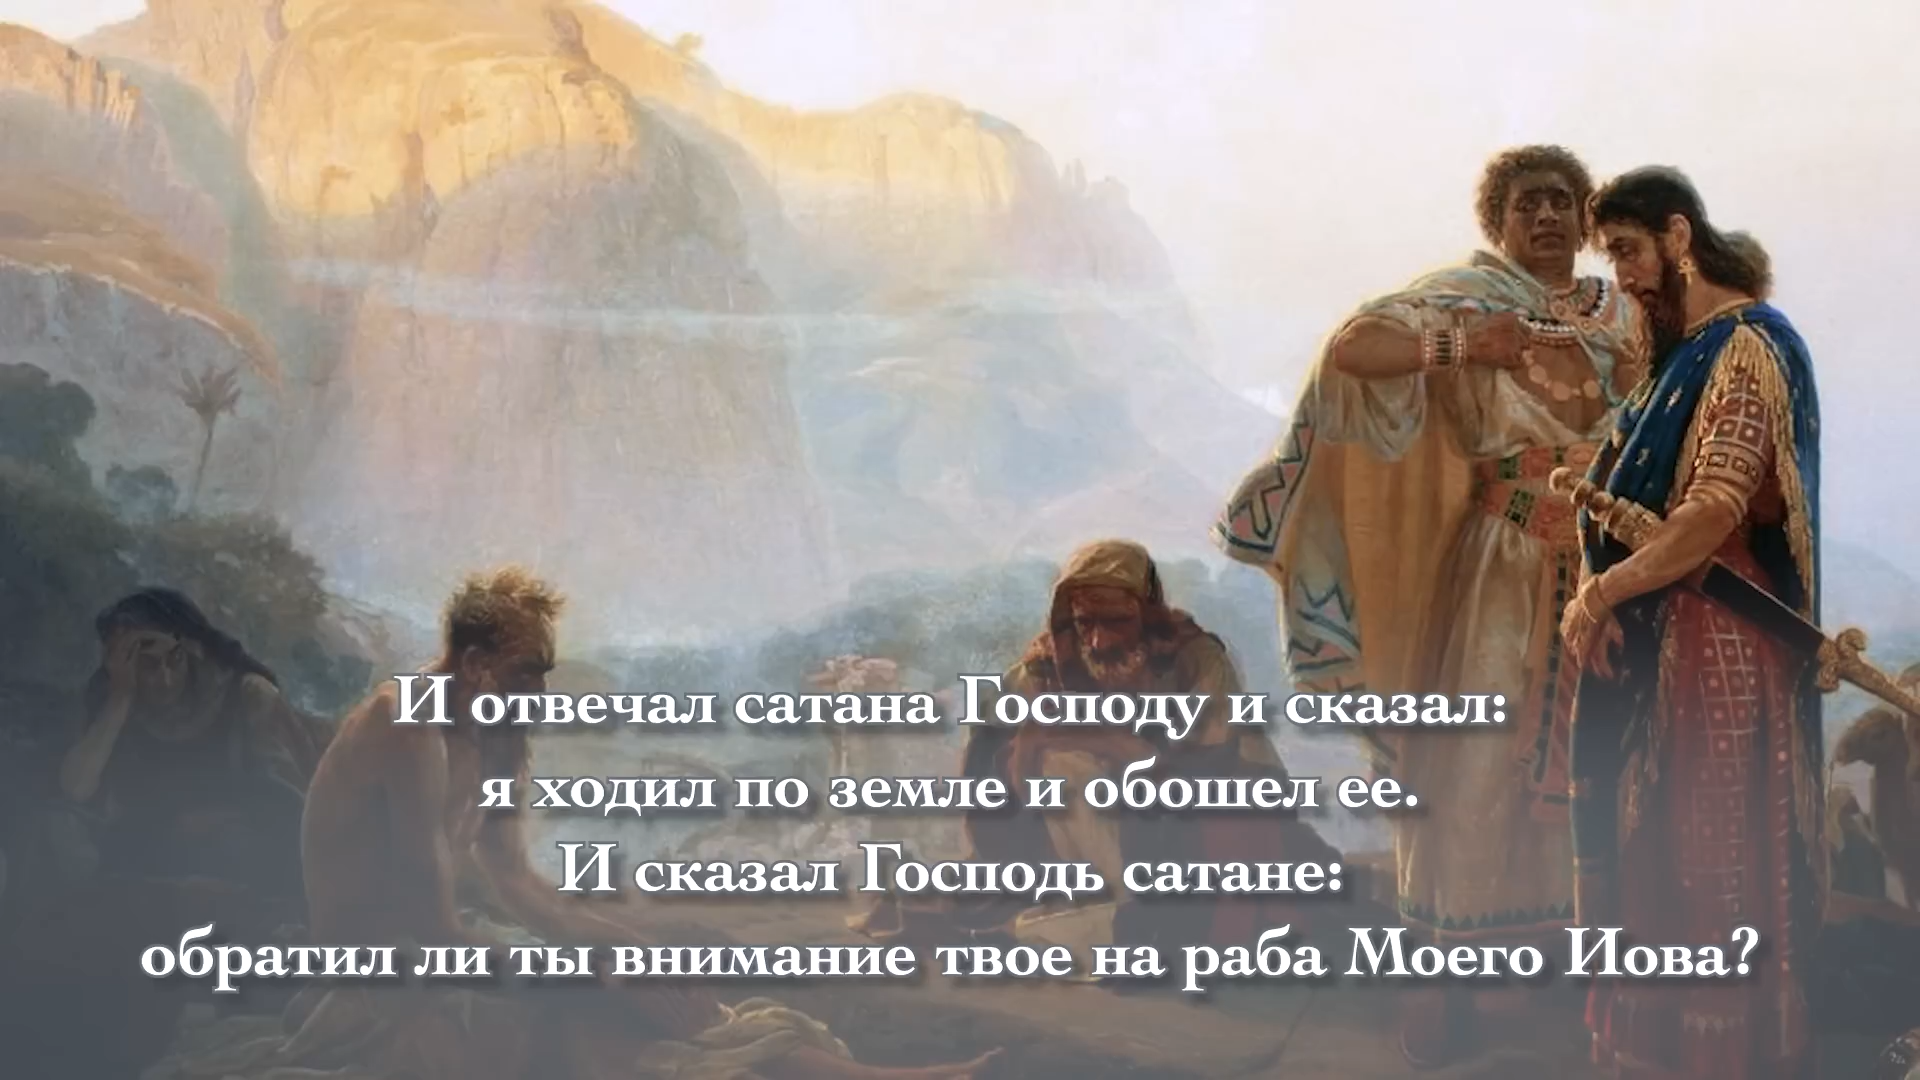 И отвечал сатана Господу и сказал:
я ходил по земле и обошел ее.
И сказал Господь сатане:
обратил ли ты внимание твое на раба Моего Иова?